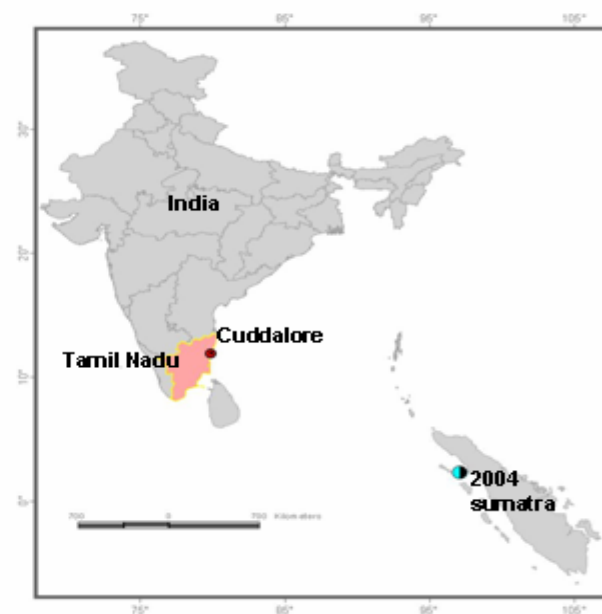 75° 85° 95° 105°
30°
India
20°
Cuddalore
Tamil Nadu
10°
2004
sumatra
0°
700 0 700 Kilometers
75° 85° 95° 105°